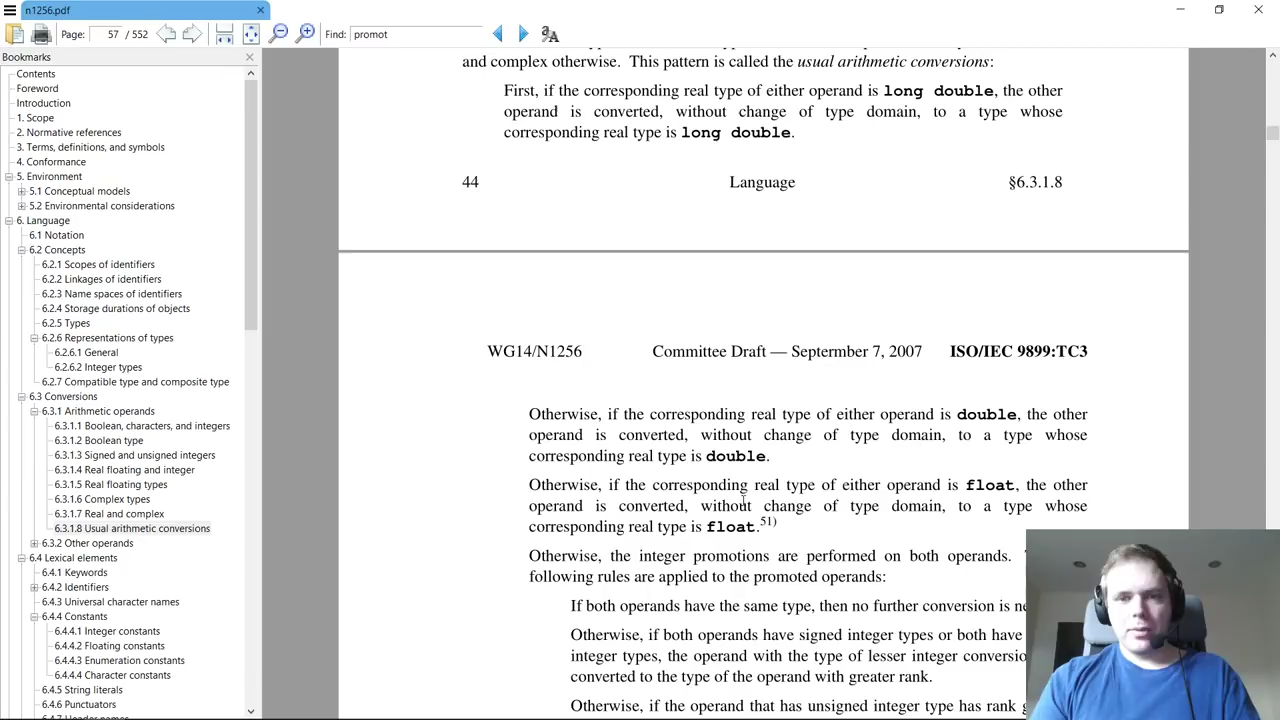 n1256.pdf
Page: 57 / 552 Find: promot
Bookmarks
Contents
Foreword
Introduction
1. Scope
2. Normative references
3. Terms, definitions, and symbols
4. Conformance
5. Environment
5.1 Conceptual models
5.2 Environmental considerations
6. Language
6.1 Notation
6.2 Concepts
6.2.1 Scopes of identifiers
6.2.2 Linkages of identifiers
6.2.3 Name spaces of identifiers
6.2.4 Storage durations of objects
6.2.5 Types
6.2.6 Representations of types
6.2.6.1 General
6.2.6.2 Integer types
6.2.7 Compatible type and composite type
6.3 Conversions
6.3.1 Arithmetic operands
6.3.1.1 Boolean, characters, and integers
6.3.1.2 Boolean type
6.3.1.3 Signed and unsigned integers
6.3.1.4 Real floating and integer
6.3.1.5 Real floating types
6.3.1.6 Complex types
6.3.1.7 Real and complex
6.3.1.8 Usual arithmetic conversions
6.3.2 Other operands
6.4 Lexical elements
6.4.1 Keywords
6.4.2 Identifiers
6.4.3 Universal character names
6.4.4 Constants
6.4.4.1 Integer constants
6.4.4.2 Floating constants
6.4.4.3 Enumeration constants
6.4.4.4 Character constants
6.4.5 String literals
6.4.6 Punctuators
6.4.7 Header names
and complex otherwise. This pattern is called the usual arithmetic conversions:
First, if the corresponding real type of either operand is long double, the other
operand is converted, without change of type domain, to a type whose
corresponding real type is long double.
44 Language §6.3.1.8
WG14/N1256 Committee Draft — Septermber 7, 2007 ISO/IEC 9899:TC3
Otherwise, if the corresponding real type of either operand is double, the other
operand is converted, without change of type domain, to a type whose
corresponding real type is double.
Otherwise, if the corresponding real type of either operand is float, the other
operand is converted, without change of type domain, to a type whose
corresponding real type is float.51)
Otherwise, the integer promotions are performed on both operands.
following rules are applied to the promoted operands:
If both operands have the same type, then no further conversion is
Otherwise, if both operands have signed integer types or both have
integer types, the operand with the type of lesser integer
converted to the type of the operand with greater rank.
Otherwise, if the operand that has unsigned integer type has rank